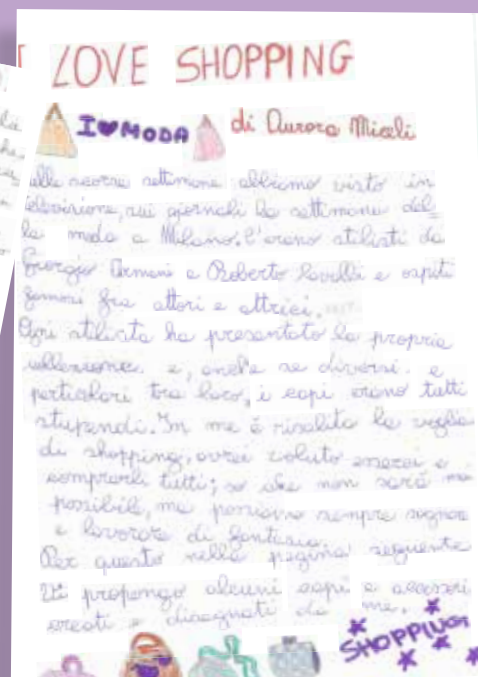 I LOVE SHOPPING
I♥MODA di Aurora Miceli
elle scorse settimane abbiamo visto in
televisione, sui giornali la settimana del
la moda a Milano. C'erano stilisti da
Giorgio Armani a Roberto Cavalli e ospiti
famosi fra attori e attrici.
Ogni stilista ha presentato la propria
collezione e, anche se diversi e
particolari tra loro, i capi erano tutti
stupendi. In me è risalita la voglia
di shopping, avrei voluto esserci e
comprarli tutti; so che non sarà mai
possibile, ma possiamo sempre sognare
e lavorare di fantasia.
Per questo nella pagina seguente
Vi propongo alcuni capi e accessori
creati e disegnati da me.
SHOPPING